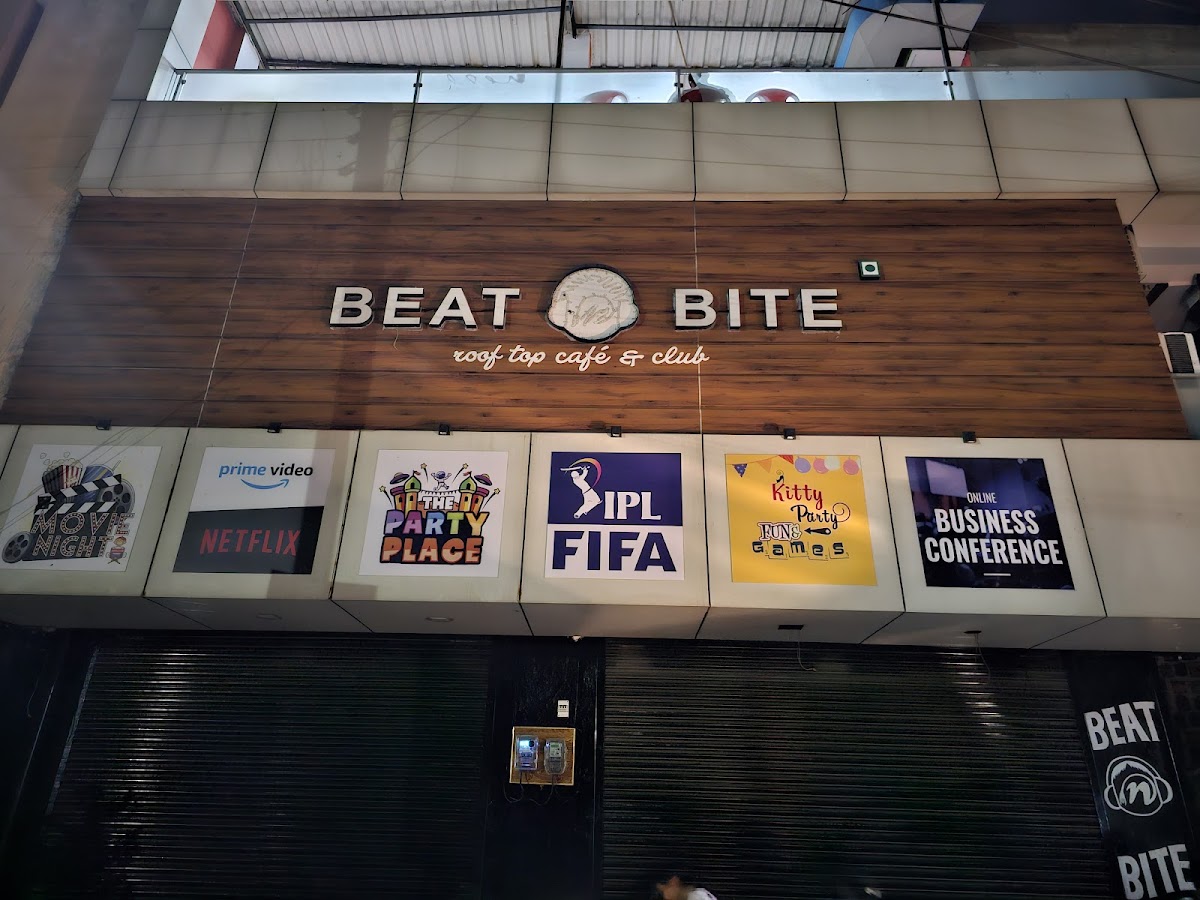 BEAT BITE
roof top café & club
MOVIE
NIGHT
prime video
NETFLIX
THE
PARTY
PLACE
IPL
FIFA
Kitty
Party
FUN &
GAMES
ONLINE
BUSINESS
CONFERENCE
BEAT
n
BITE